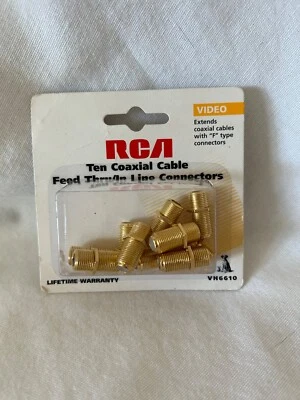 VIDEO
Extends
coaxial cables
with "F" type
connectors
RCA
Ten Coaxial Cable
Feed Thru/In Line Connectors
LIFETIME WARRANTY
VH6610